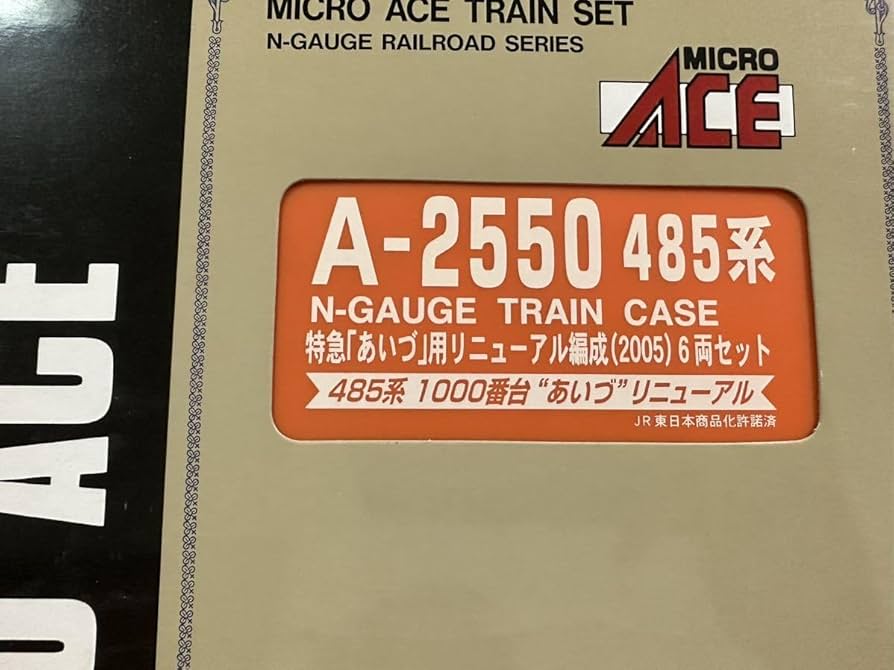 MICRO ACE TRAIN SET
N-GAUGE RAILROAD SERIES
MICRO
ACE
A-2550 485系
N-GAUGE TRAIN CASE
特急「あいづ」用リニューアル編成(2005) 6両セット
485系 1000番台 “あいづ” リニューアル
JR東日本商品化許諾済
O ACE